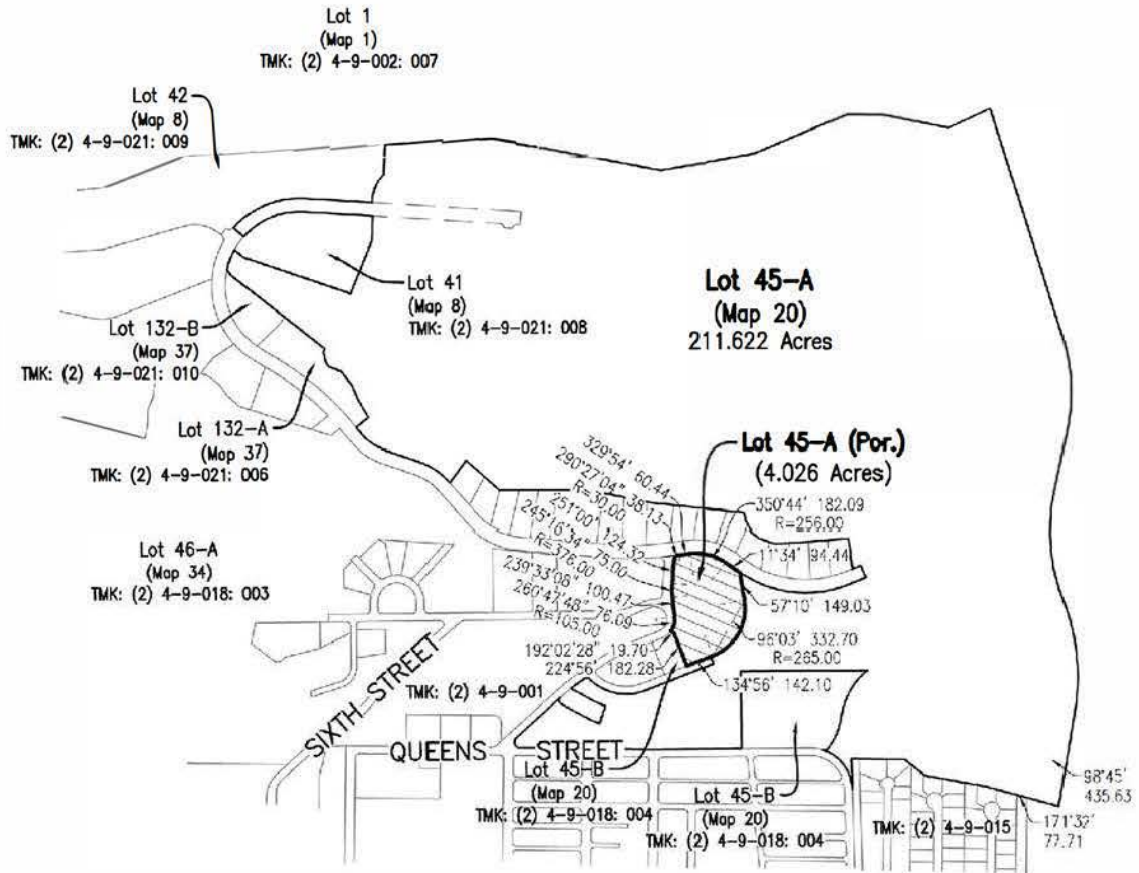 Lot 1
(Map 1)
TMK: (2) 4-9-002: 007
Lot 42
(Map 8)
TMK: (2) 4-9-021: 009
Lot 41
(Map 8)
TMK: (2) 4-9-021: 008
Lot 45-A
(Map 20)
211.622 Acres
Lot 132-B
(Map 37)
TMK: (2) 4-9-021: 010
Lot 132-A
(Map 37)
TMK: (2) 4-9-021: 006
Lot 45-A (Por.)
(4.026 Acres)
329°54' 60.44
290°27'04" 38.13
R=30.00
251°00' 124.32
245°16'34" 75.00
R=376.00
239°33'08" 100.47
260°47'48" 76.09
R=105.00
192°02'28" 19.70
224°56' 182.28
350°44' 182.09
R=256.00
11°34' 94.44
57°10' 149.03
96°03' 332.70
R=265.00
134°56' 142.10
Lot 46-A
(Map 34)
TMK: (2) 4-9-018: 003
SIXTH STREET
TMK: (2) 4-9-001
QUEENS STREET
Lot 45-B
(Map 20)
TMK: (2) 4-9-018: 004
Lot 45-B
(Map 20)
TMK: (2) 4-9-018: 004
TMK: (2) 4-9-015
98°45'
435.63
171°32'
77.71